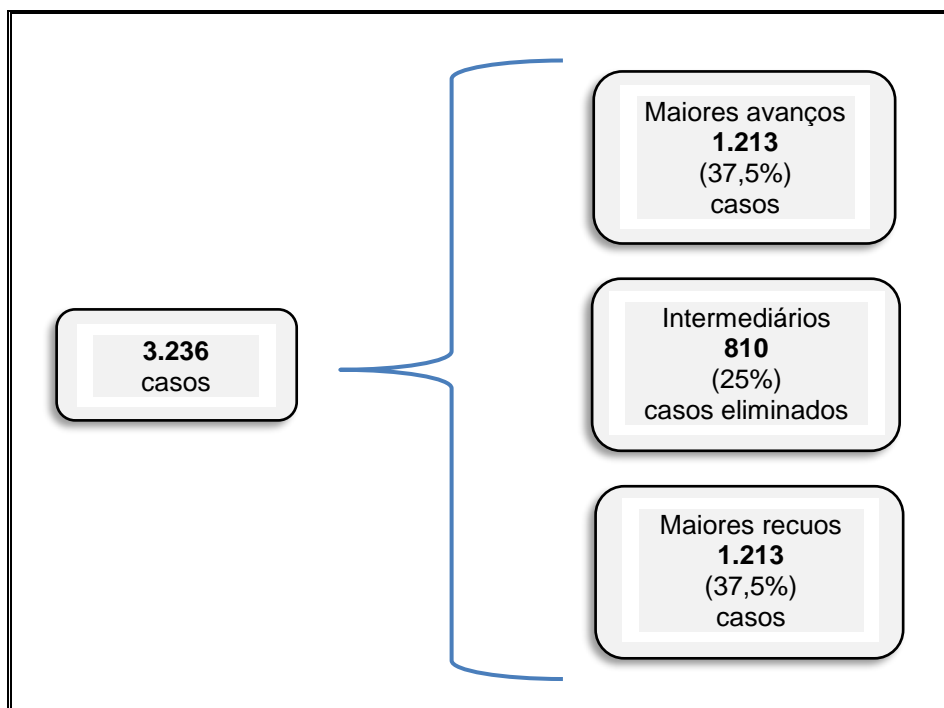 3.236
casos
Maiores avanços
1.213
(37,5%)
casos
Intermediários
810
(25%)
casos eliminados
Maiores recuos
1.213
(37,5%)
casos